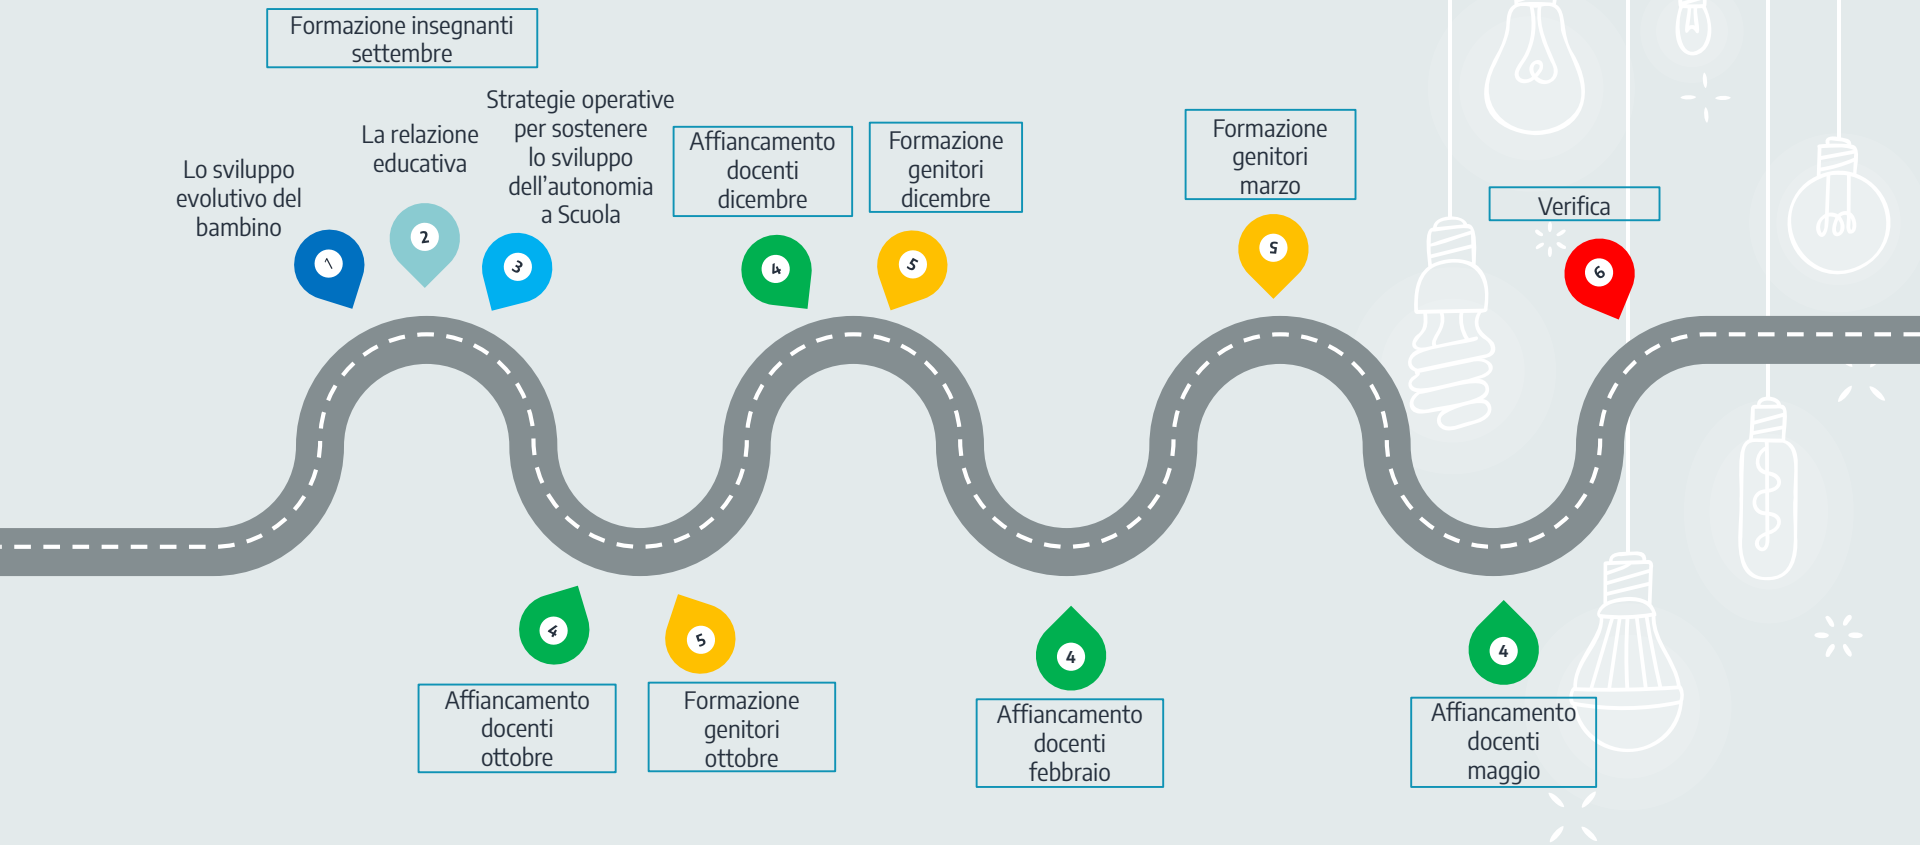 Formazione insegnanti
settembre
Lo sviluppo
evolutivo del
bambino
1
La relazione
educativa
2
Strategie operative
per sostenere
lo sviluppo
dell’autonomia
a Scuola
3
Affiancamento
docenti
ottobre
4
Formazione
genitori
ottobre
5
Affiancamento
docenti
dicembre
4
Formazione
genitori
dicembre
5
Affiancamento
docenti
febbraio
4
Formazione
genitori
marzo
5
Affiancamento
docenti
maggio
4
Verifica
6